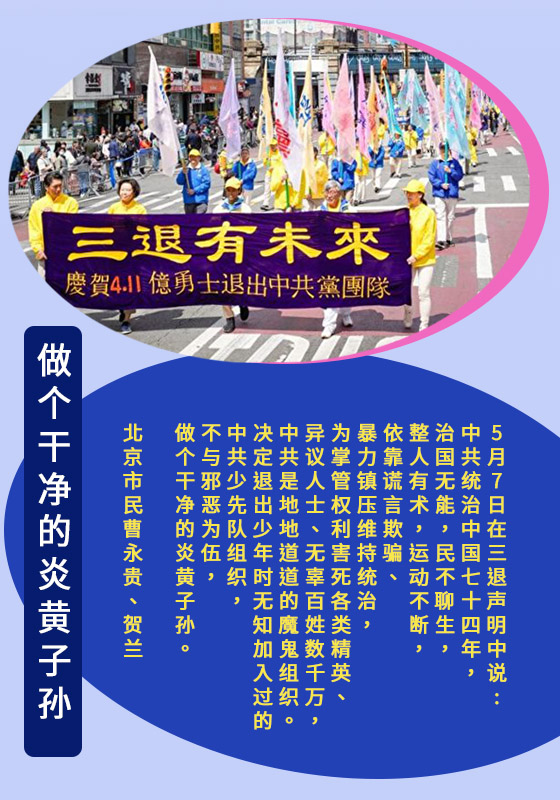 三退有未來
慶賀4.11億勇士退出中共黨團隊
做个干净的炎黄子孙
5月7日在三退声明中说：
中共统治中国七十四年，
治国无能，民不聊生，
整人有术，运动不断，
依靠谎言欺骗、
暴力镇压维持统治，
为掌管权利害死各类精英、
异议人士、无辜百姓数千万，
中共是地地道道的魔鬼组织。
决定退出少年时无知加入过的
中共少先队组织，
不与邪恶为伍，
做个干净的炎黄子孙。
北京市民曹永贵、贺兰